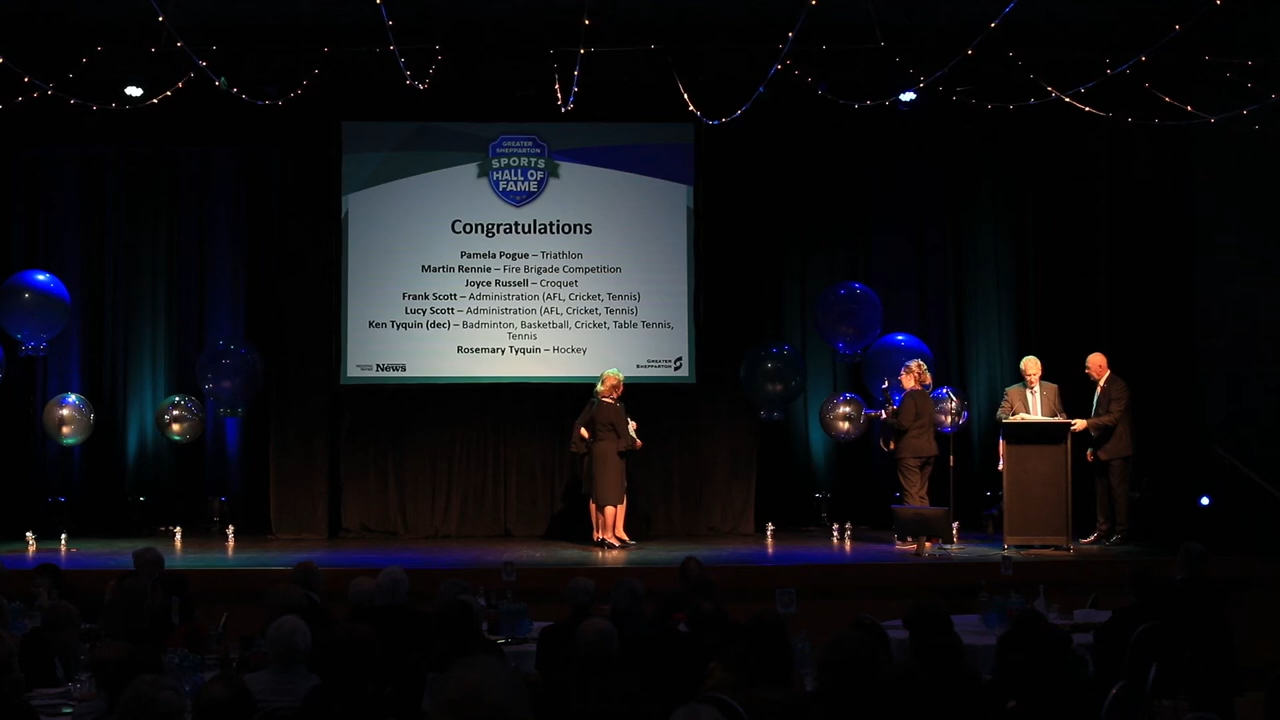 GREATER
SHEPPARTON
SPORTS
HALL OF
FAME
Congratulations
Pamela Pogue – Triathlon
Martin Rennie – Fire Brigade Competition
Joyce Russell – Croquet
Frank Scott – Administration (AFL, Cricket, Tennis)
Lucy Scott – Administration (AFL, Cricket, Tennis)
Ken Tyquin (dec) – Badminton, Basketball, Cricket, Table Tennis,
Tennis
Rosemary Tyquin – Hockey
News
GREATER
SHEPPARTON